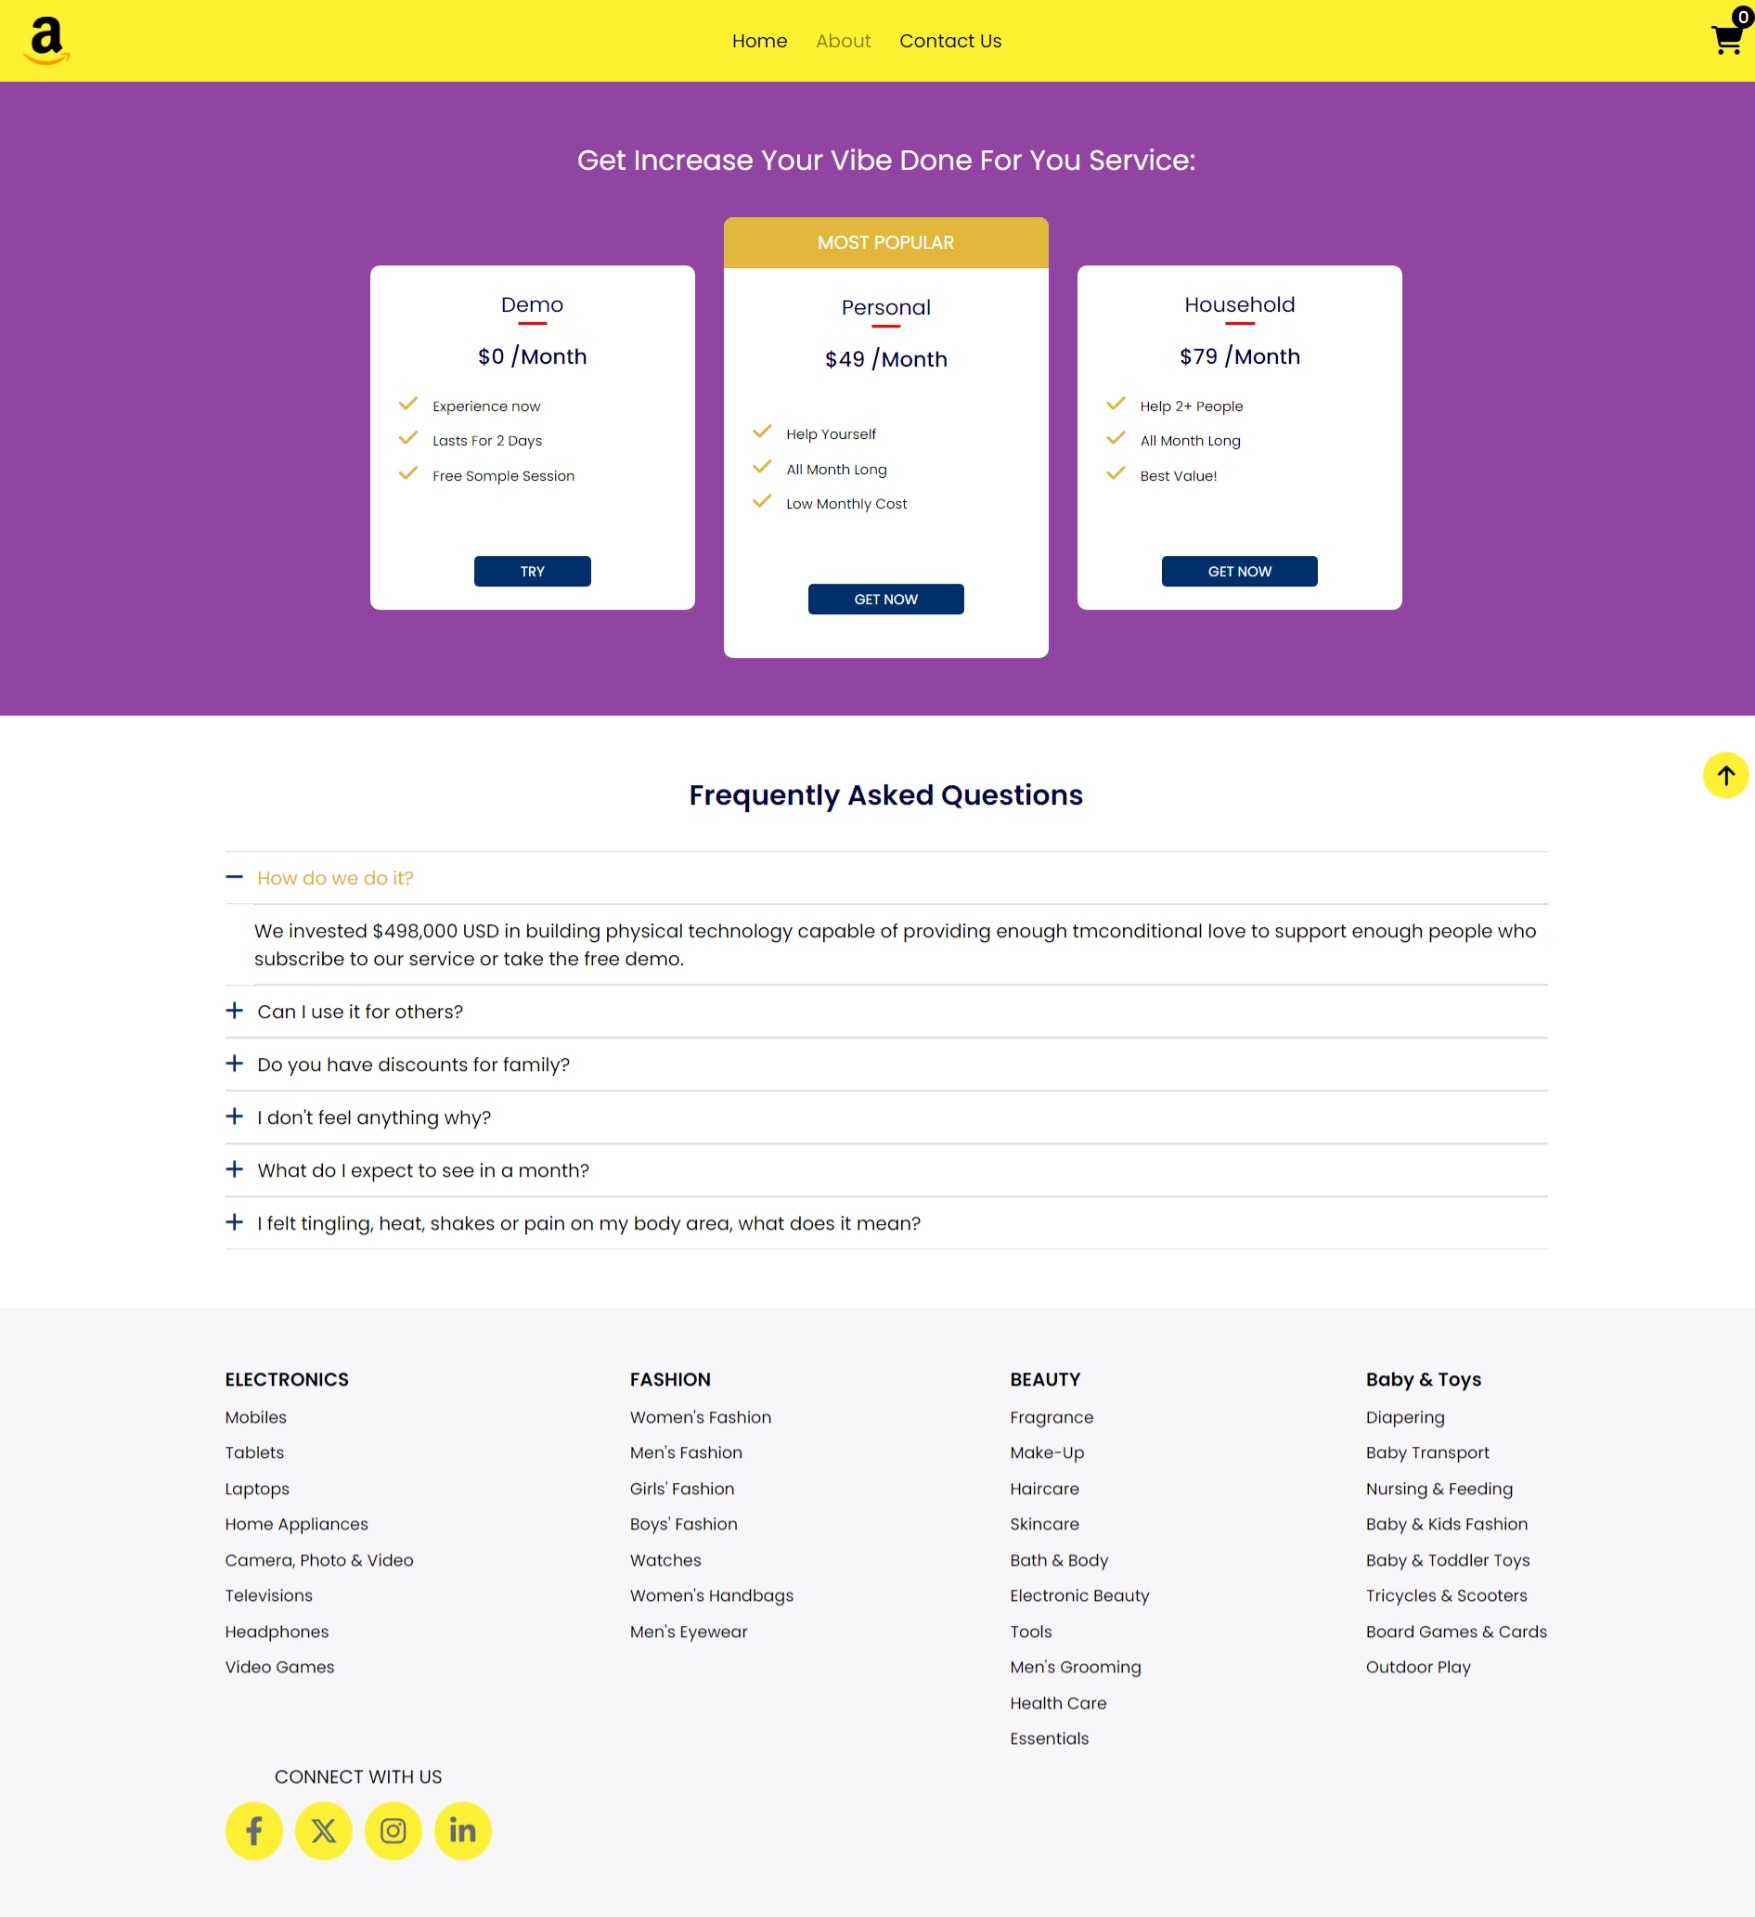 a
Home
About
Contact Us
0
Get Increase Your Vibe Done For You Service:
Demo
$0 /Month
Experience now
Lasts For 2 Days
Free Somple Session
TRY
MOST POPULAR
Personal
$49 /Month
Help Yourself
All Month Long
Low Monthly Cost
GET NOW
Household
$79 /Month
Help 2+ People
All Month Long
Best Value!
GET NOW
Frequently Asked Questions
How do we do it?
We invested $498,000 USD in building physical technology capable of providing enough tmconditional love to support enough people who
subscribe to our service or take the free demo.
Can I use it for others?
Do you have discounts for family?
I don't feel anything why?
What do I expect to see in a month?
I felt tingling, heat, shakes or pain on my body area, what does it mean?
ELECTRONICS
Mobiles
Tablets
Laptops
Home Appliances
Camera, Photo & Video
Televisions
Headphones
Video Games
FASHION
Women's Fashion
Men's Fashion
Girls' Fashion
Boys' Fashion
Watches
Women's Handbags
Men's Eyewear
BEAUTY
Fragrance
Make-Up
Haircare
Skincare
Bath & Body
Electronic Beauty
Tools
Men's Grooming
Health Care
Essentials
Baby & Toys
Diapering
Baby Transport
Nursing & Feeding
Baby & Kids Fashion
Baby & Toddler Toys
Tricycles & Scooters
Board Games & Cards
Outdoor Play
CONNECT WITH US